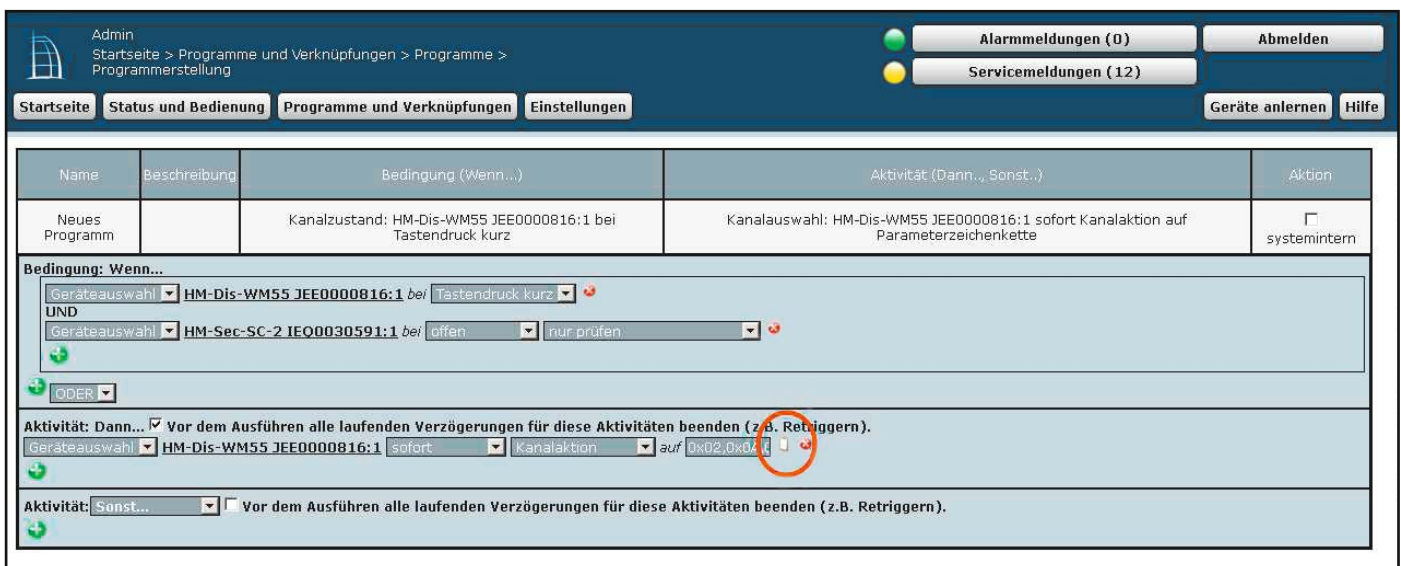 Admin
Startseite > Programme und Verknüpfungen > Programme >
Programmerstellung
Alarmmeldungen (0)
Abmelden
Servicemeldungen (12)
Startseite Status und Bedienung Programme und Verknüpfungen Einstellungen Geräte anlernen Hilfe
Name Beschreibung Bedingung (Wenn...) Aktivität (Dann.., Sonst..) Aktion
Neues
Programm
Kanalzustand: HM-Dis-WM55 JEE0000816:1 bei
Tastendruck kurz
Kanalauswahl: HM-Dis-WM55 JEE0000816:1 sofort Kanalaktion auf
Parameterzeichenkette
systemintern
Bedingung: Wenn...
Geräteauswahl HM-Dis-WM55 JEE0000816:1 bei Tastendruck kurz
UND
Geräteauswahl HM-Sec-SC-2 IEQ0030591:1 bei offen nur prüfen
ODER
Aktivität: Dann... Vor dem Ausführen alle laufenden Verzögerungen für diese Aktivitäten beenden (z.B. Retriggern).
Geräteauswahl HM-Dis-WM55 JEE0000816:1 sofort Kanalaktion auf 0x02,0x0A,
Aktivität: Sonst... Vor dem Ausführen alle laufenden Verzögerungen für diese Aktivitäten beenden (z.B. Retriggern).